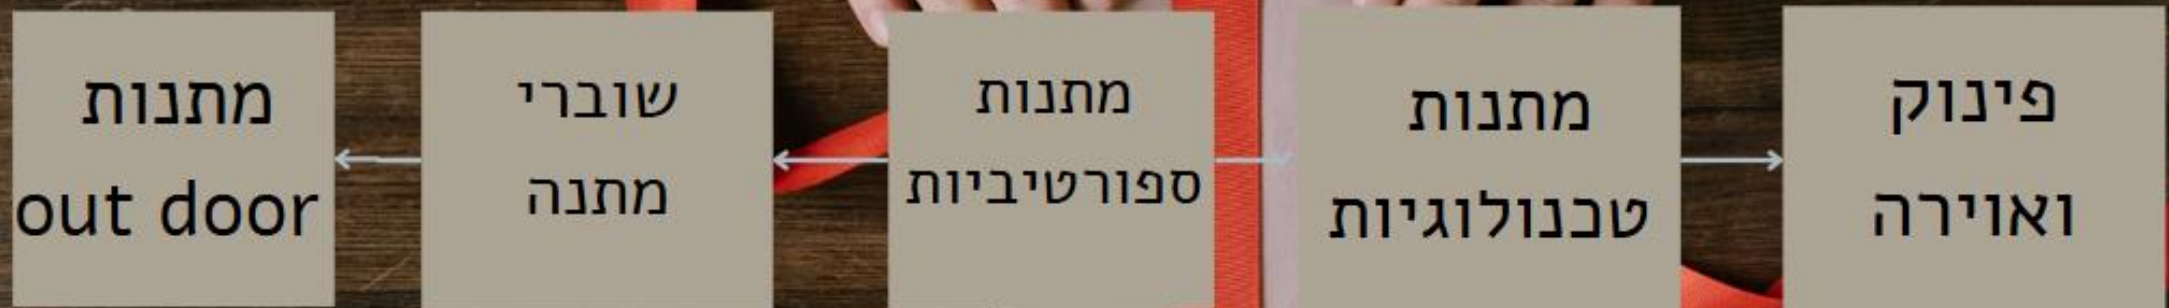 פינוק
ואוירה
מתנות
טכנולוגיות
מתנות
ספורטיביות
שוברי
מתנה
מתנות
out door